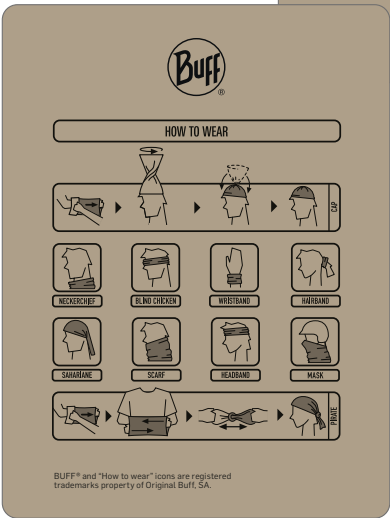 BUFF
®
HOW TO WEAR
CAP
NECKERCHIEF
BLIND CHICKEN
WRISTBAND
HAIRBAND
SAHARIANE
SCARF
HEADBAND
MASK
PIRATE
BUFF® and "How to wear" icons are registered
trademarks property of Original Buff, SA.